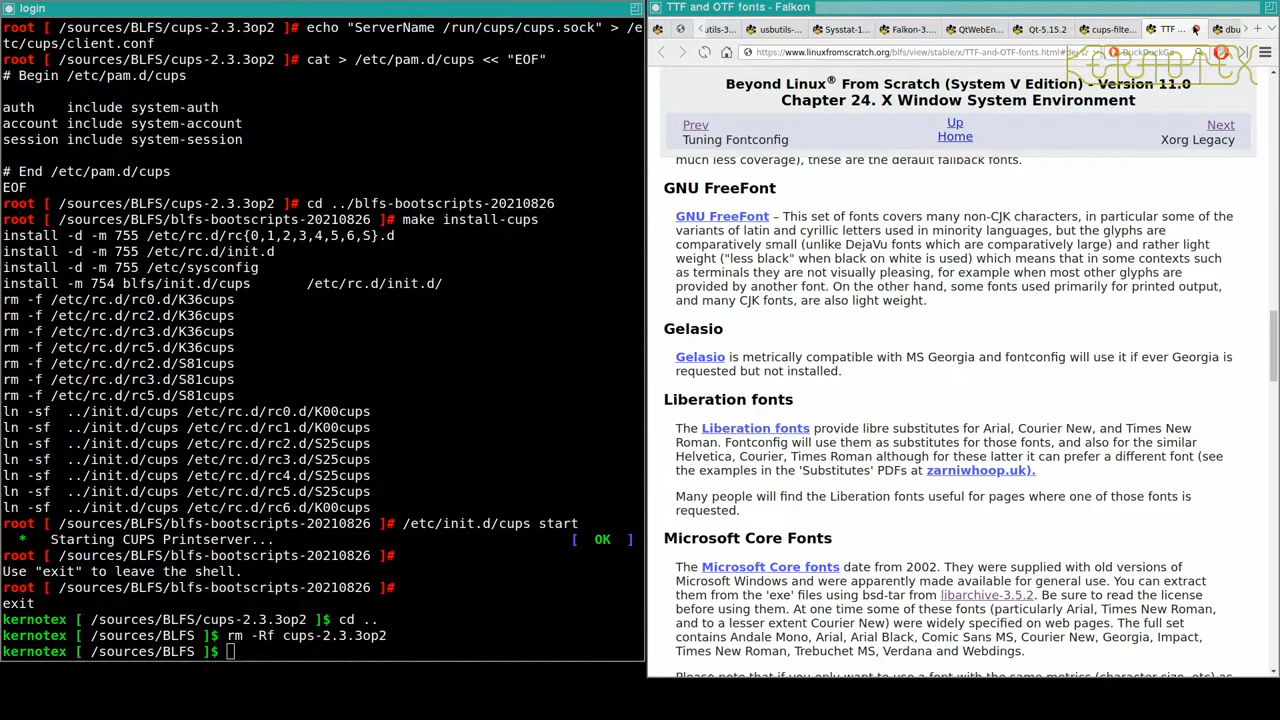 login
root [ /sources/BLFS/cups-2.3.3op2 ]# echo "ServerName /run/cups/cups.sock" > /e
tc/cups/client.conf
root [ /sources/BLFS/cups-2.3.3op2 ]# cat > /etc/pam.d/cups << "EOF"
# Begin /etc/pam.d/cups
auth    include system-auth
account include system-account
session include system-session
# End /etc/pam.d/cups
EOF
root [ /sources/BLFS/cups-2.3.3op2 ]# cd ../blfs-bootscripts-20210826
root [ /sources/BLFS/blfs-bootscripts-20210826 ]# make install-cups
install -d -m 755 /etc/rc.d/rc{0,1,2,3,4,5,6,S}.d
install -d -m 755 /etc/rc.d/init.d
install -d -m 755 /etc/sysconfig
install -m 754 blfs/init.d/cups       /etc/rc.d/init.d/
rm -f /etc/rc.d/rc0.d/K36cups
rm -f /etc/rc.d/rc2.d/K36cups
rm -f /etc/rc.d/rc3.d/K36cups
rm -f /etc/rc.d/rc5.d/K36cups
rm -f /etc/rc.d/rc2.d/S81cups
rm -f /etc/rc.d/rc3.d/S81cups
rm -f /etc/rc.d/rc5.d/S81cups
ln -sf  ../init.d/cups /etc/rc.d/rc0.d/K00cups
ln -sf  ../init.d/cups /etc/rc.d/rc1.d/K00cups
ln -sf  ../init.d/cups /etc/rc.d/rc2.d/S25cups
ln -sf  ../init.d/cups /etc/rc.d/rc3.d/S25cups
ln -sf  ../init.d/cups /etc/rc.d/rc4.d/S25cups
ln -sf  ../init.d/cups /etc/rc.d/rc5.d/S25cups
ln -sf  ../init.d/cups /etc/rc.d/rc6.d/K00cups
root [ /sources/BLFS/blfs-bootscripts-20210826 ]# /etc/init.d/cups start
*   Starting CUPS Printserver...    [  OK  ]
root [ /sources/BLFS/blfs-bootscripts-20210826 ]#
Use "exit" to leave the shell.
root [ /sources/BLFS/blfs-bootscripts-20210826 ]#
exit
kernotex [ /sources/BLFS/cups-2.3.3op2 ]$ cd ..
kernotex [ /sources/BLFS ]$ rm -Rf cups-2.3.3op2
kernotex [ /sources/BLFS ]$
TTF and OTF fonts - Falkon
utils-3... usbutils-... Sysstat-1... Falkon-3.... QtWebEn... Qt-5.15.2 cups-filte... TTF ... dbu
https://www.linuxfromscratch.org/blfs/view/stable/x/TTF-and-OTF-fonts.html#de DuckDuckGo
KERNOTEX
Beyond Linux® From Scratch (System V Edition) - Version 11.0
Chapter 24. X Window System Environment
Prev Up Next
Tuning Fontconfig Home Xorg Legacy
much less coverage), these are the default fallback fonts.
GNU FreeFont
GNU FreeFont – This set of fonts covers many non-CJK characters, in particular some of the
variants of latin and cyrillic letters used in minority languages, but the glyphs are
comparatively small (unlike DejaVu fonts which are comparatively large) and rather light
weight ("less black" when black on white is used) which means that in some contexts such
as terminals they are not visually pleasing, for example when most other glyphs are
provided by another font. On the other hand, some fonts used primarily for printed output,
and many CJK fonts, are also light weight.
Gelasio
Gelasio is metrically compatible with MS Georgia and fontconfig will use it if ever Georgia is
requested but not installed.
Liberation fonts
The Liberation fonts provide libre substitutes for Arial, Courier New, and Times New
Roman. Fontconfig will use them as substitutes for those fonts, and also for the similar
Helvetica, Courier, Times Roman although for these latter it can prefer a different font (see
the examples in the 'Substitutes' PDFs at zarniwhoop.uk).
Many people will find the Liberation fonts useful for pages where one of those fonts is
requested.
Microsoft Core Fonts
The Microsoft Core fonts date from 2002. They were supplied with old versions of
Microsoft Windows and were apparently made available for general use. You can extract
them from the 'exe' files using bsd-tar from libarchive-3.5.2. Be sure to read the license
before using them. At one time some of these fonts (particularly Arial, Times New Roman,
and to a lesser extent Courier New) were widely specified on web pages. The full set
contains Andale Mono, Arial, Arial Black, Comic Sans MS, Courier New, Georgia, Impact,
Times New Roman, Trebuchet MS, Verdana and Webdings.
Please note that if you only want to use a font with the same metrics (character size, etc) as